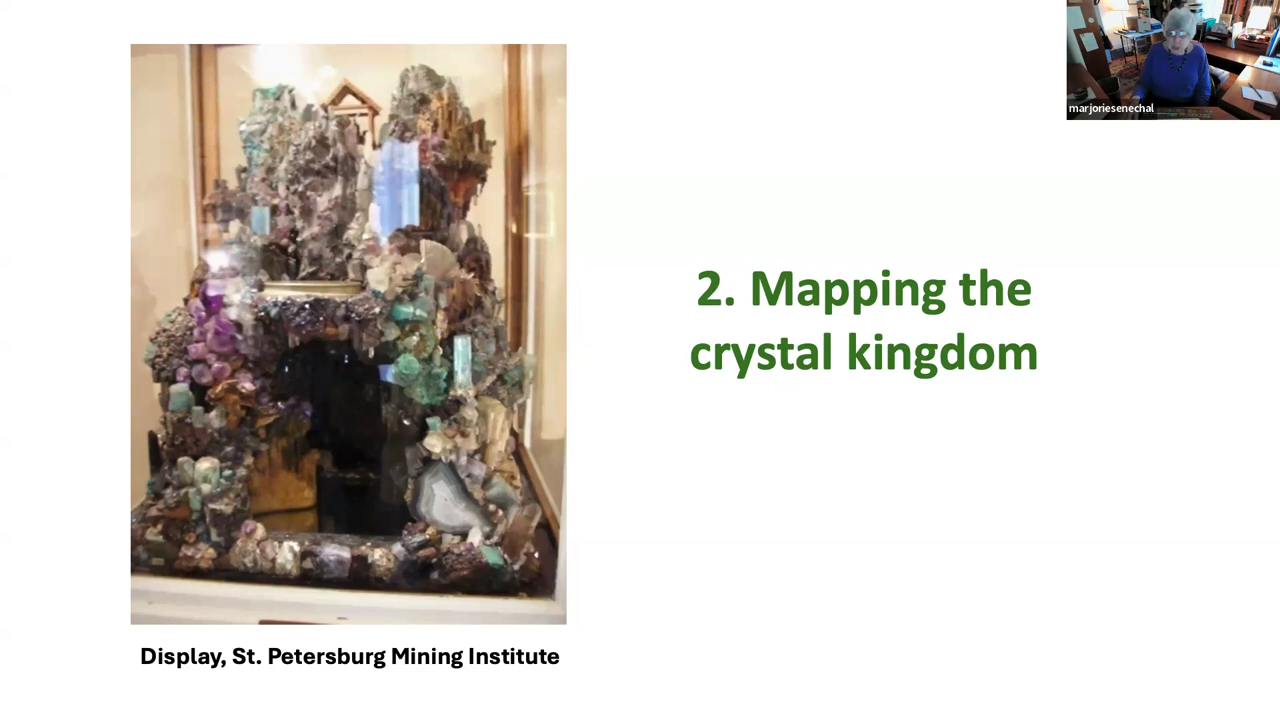 marjoriesenechal
2. Mapping the
crystal kingdom
Display, St. Petersburg Mining Institute